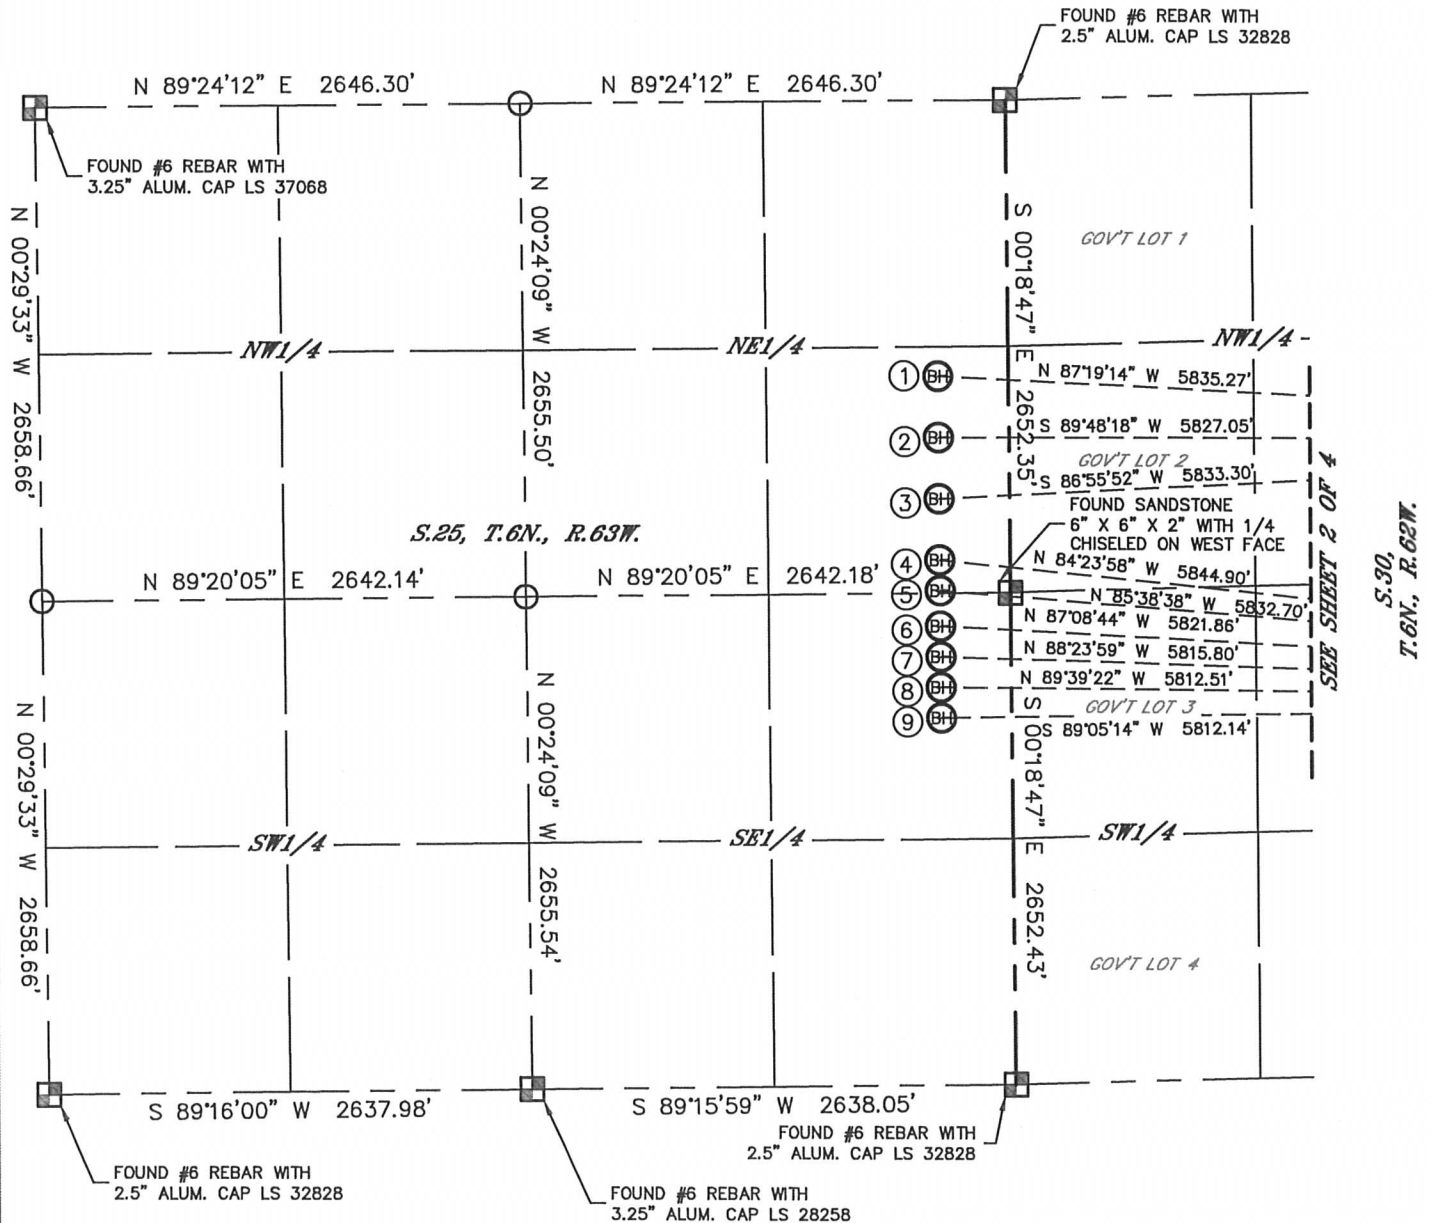 FOUND #6 REBAR WITH
2.5" ALUM. CAP LS 32828
N 89°24'12" E 2646.30'
N 89°24'12" E 2646.30'
FOUND #6 REBAR WITH
3.25" ALUM. CAP LS 37068
N 00°29'33" W 2658.66'
N 00°24'09" W 2655.50'
S 00°18'47" E 2652.35'
GOV'T LOT 1
NW1/4
NE1/4
NW1/4
1 BH N 87°19'14" W 5835.27'
2 BH S 89°48'18" W 5827.05'
GOV'T LOT 2
3 BH S 86°55'52" W 5833.30'
FOUND SANDSTONE
6" X 6" X 2" WITH 1/4
CHISELED ON WEST FACE
S.25, T.6N., R.63W.
4 BH N 84°23'58" W 5844.90'
N 89°20'05" E 2642.14'
N 89°20'05" E 2642.18'
5 BH N 85°38'38" W 5832.70'
6 BH N 87°08'44" W 5821.86'
7 BH N 88°23'59" W 5815.80'
8 BH N 89°39'22" W 5812.51'
GOV'T LOT 3
9 BH S 89°05'14" W 5812.14'
SEE SHEET 2 OF 4
S.30,
T.6N., R.62W.
N 00°29'33" W 2658.66'
N 00°24'09" W 2655.54'
S 00°18'47" E 2652.43'
SW1/4
SE1/4
SW1/4
GOV'T LOT 4
S 89°16'00" W 2637.98'
S 89°15'59" W 2638.05'
FOUND #6 REBAR WITH
2.5" ALUM. CAP LS 32828
FOUND #6 REBAR WITH
2.5" ALUM. CAP LS 32828
FOUND #6 REBAR WITH
3.25" ALUM. CAP LS 28258